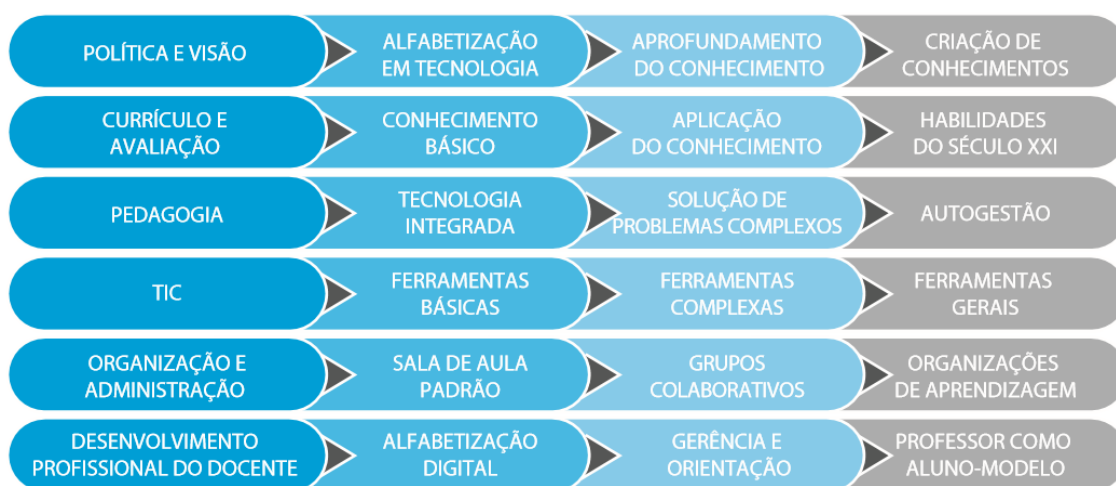 POLÍTICA E VISÃO
ALFABETIZAÇÃO
EM TECNOLOGIA
APROFUNDAMENTO
DO CONHECIMENTO
CRIAÇÃO DE
CONHECIMENTOS
CURRÍCULO E
AVALIAÇÃO
CONHECIMENTO
BÁSICO
APLICAÇÃO
DO CONHECIMENTO
HABILIDADES
DO SÉCULO XXI
PEDAGOGIA
TECNOLOGIA
INTEGRADA
SOLUÇÃO DE
PROBLEMAS COMPLEXOS
AUTOGESTÃO
TIC
FERRAMENTAS
BÁSICAS
FERRAMENTAS
COMPLEXAS
FERRAMENTAS
GERAIS
ORGANIZAÇÃO E
ADMINISTRAÇÃO
SALA DE AULA
PADRÃO
GRUPOS
COLABORATIVOS
ORGANIZAÇÕES
DE APRENDIZAGEM
DESENVOLVIMENTO
PROFISSIONAL DO DOCENTE
ALFABETIZAÇÃO
DIGITAL
GERÊNCIA E
ORIENTAÇÃO
PROFESSOR COMO
ALUNO-MODELO